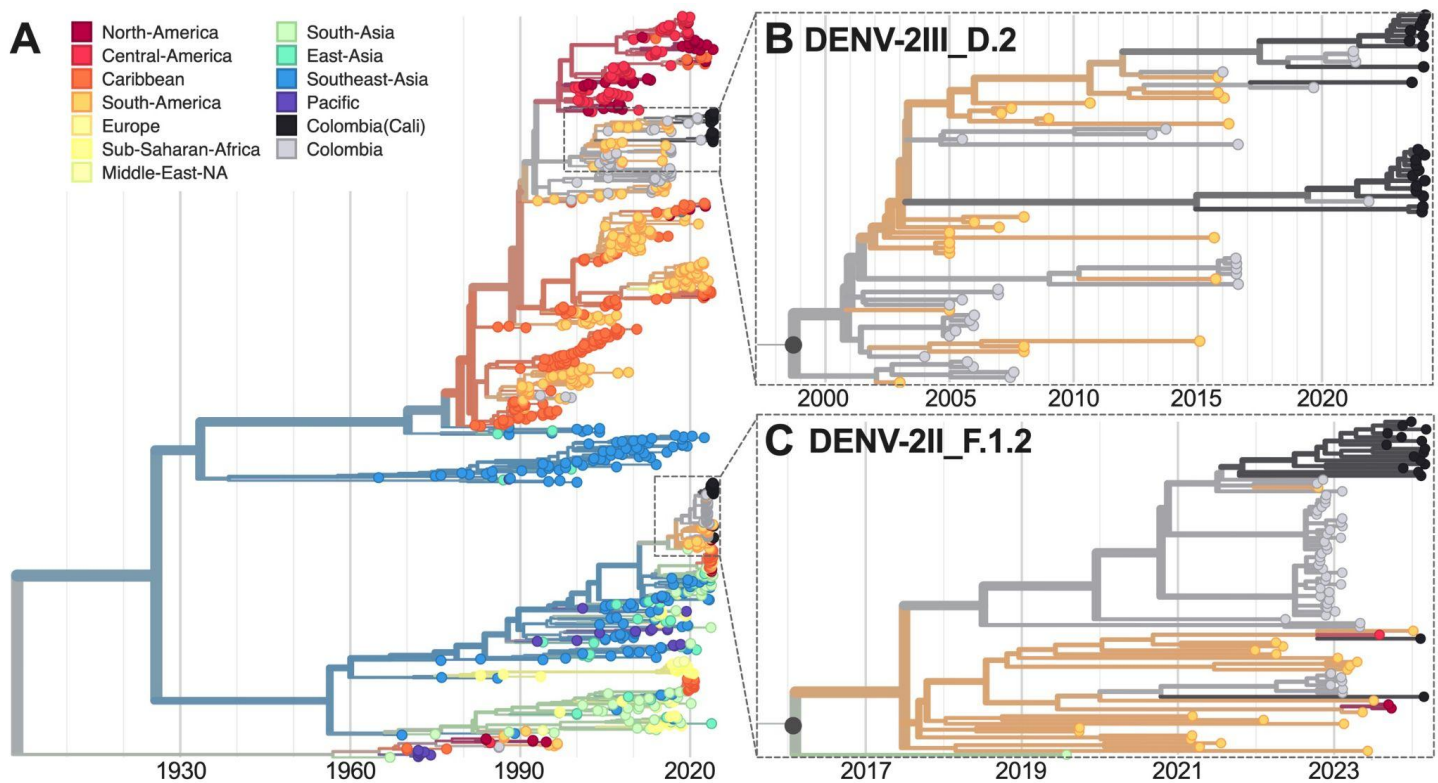 A
North-America
Central-America
Caribbean
South-America
Europe
Sub-Saharan-Africa
Middle-East-NA
South-Asia
East-Asia
Southeast-Asia
Pacific
Colombia(Cali)
Colombia
1930
1960
1990
2020
B DENV-2III_D.2
2000
2005
2010
2015
2020
C DENV-2II_F.1.2
2017
2019
2021
2023